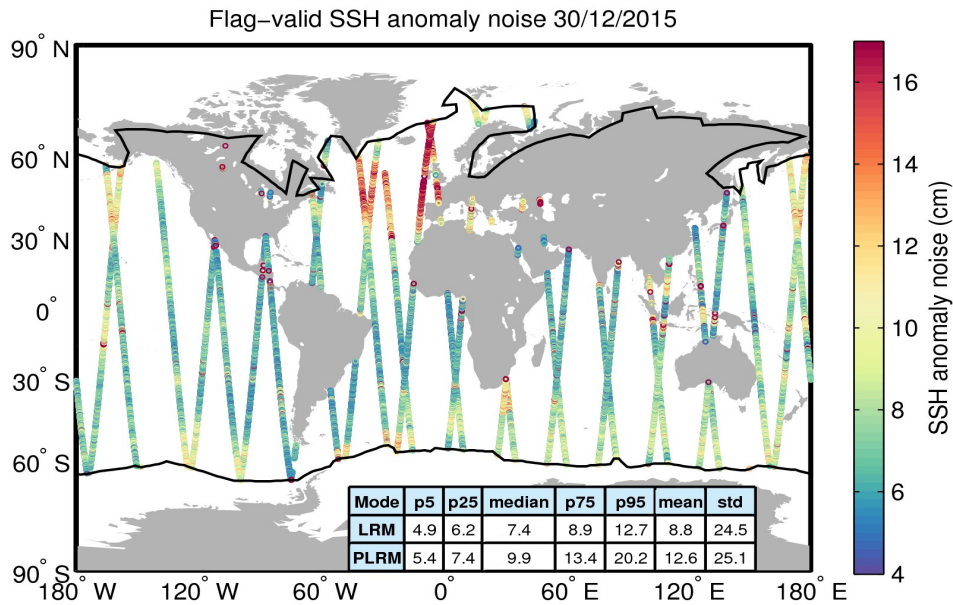 Flag−valid SSH anomaly noise 30/12/2015
90° N
60° N
30° N
0°
30° S
60° S
90° S
180° W
120° W
60° W
0°
60° E
120° E
180° E
Mode p5 p25 median p75 p95 mean std
LRM 4.9 6.2 7.4 8.9 12.7 8.8 24.5
PLRM 5.4 7.4 9.9 13.4 20.2 12.6 25.1
16
14
12
10
8
6
4
SSH anomaly noise (cm)